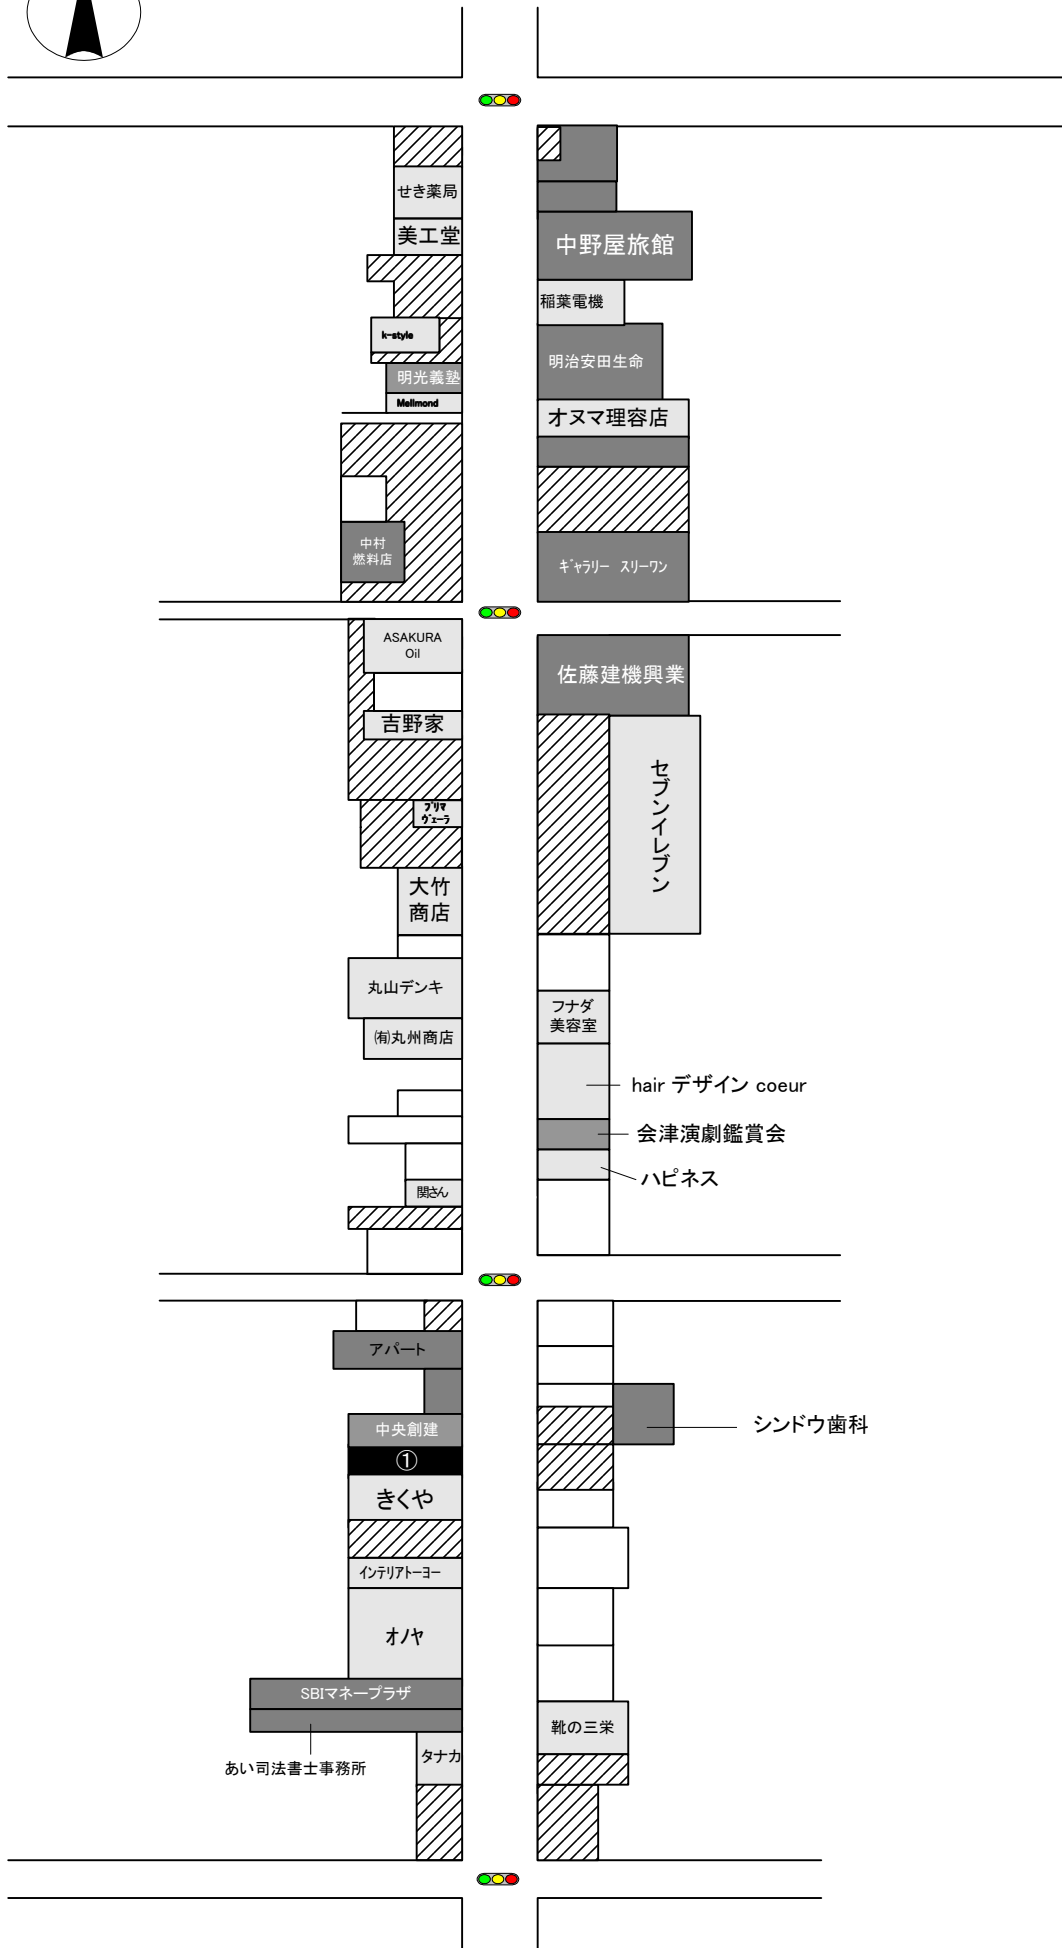 せき薬局
美工堂
k-style
明光義塾
Mellmond
中村
燃料店
中野屋旅館
稲葉電機
明治安田生命
オヌマ理容店
ギャラリー スリーワン
ASAKURA
Oil
吉野家
プリマ
ヴェーラ
大竹
商店
丸山デンキ
㈲丸州商店
関さん
佐藤建機興業
セブンイレブン
フナダ
美容室
hair デザイン coeur
会津演劇鑑賞会
ハピネス
アパート
中央創建
①
きくや
インテリアトーヨー
オノヤ
SBIマネープラザ
あい司法書士事務所
タナカ
シンドウ歯科
靴の三栄